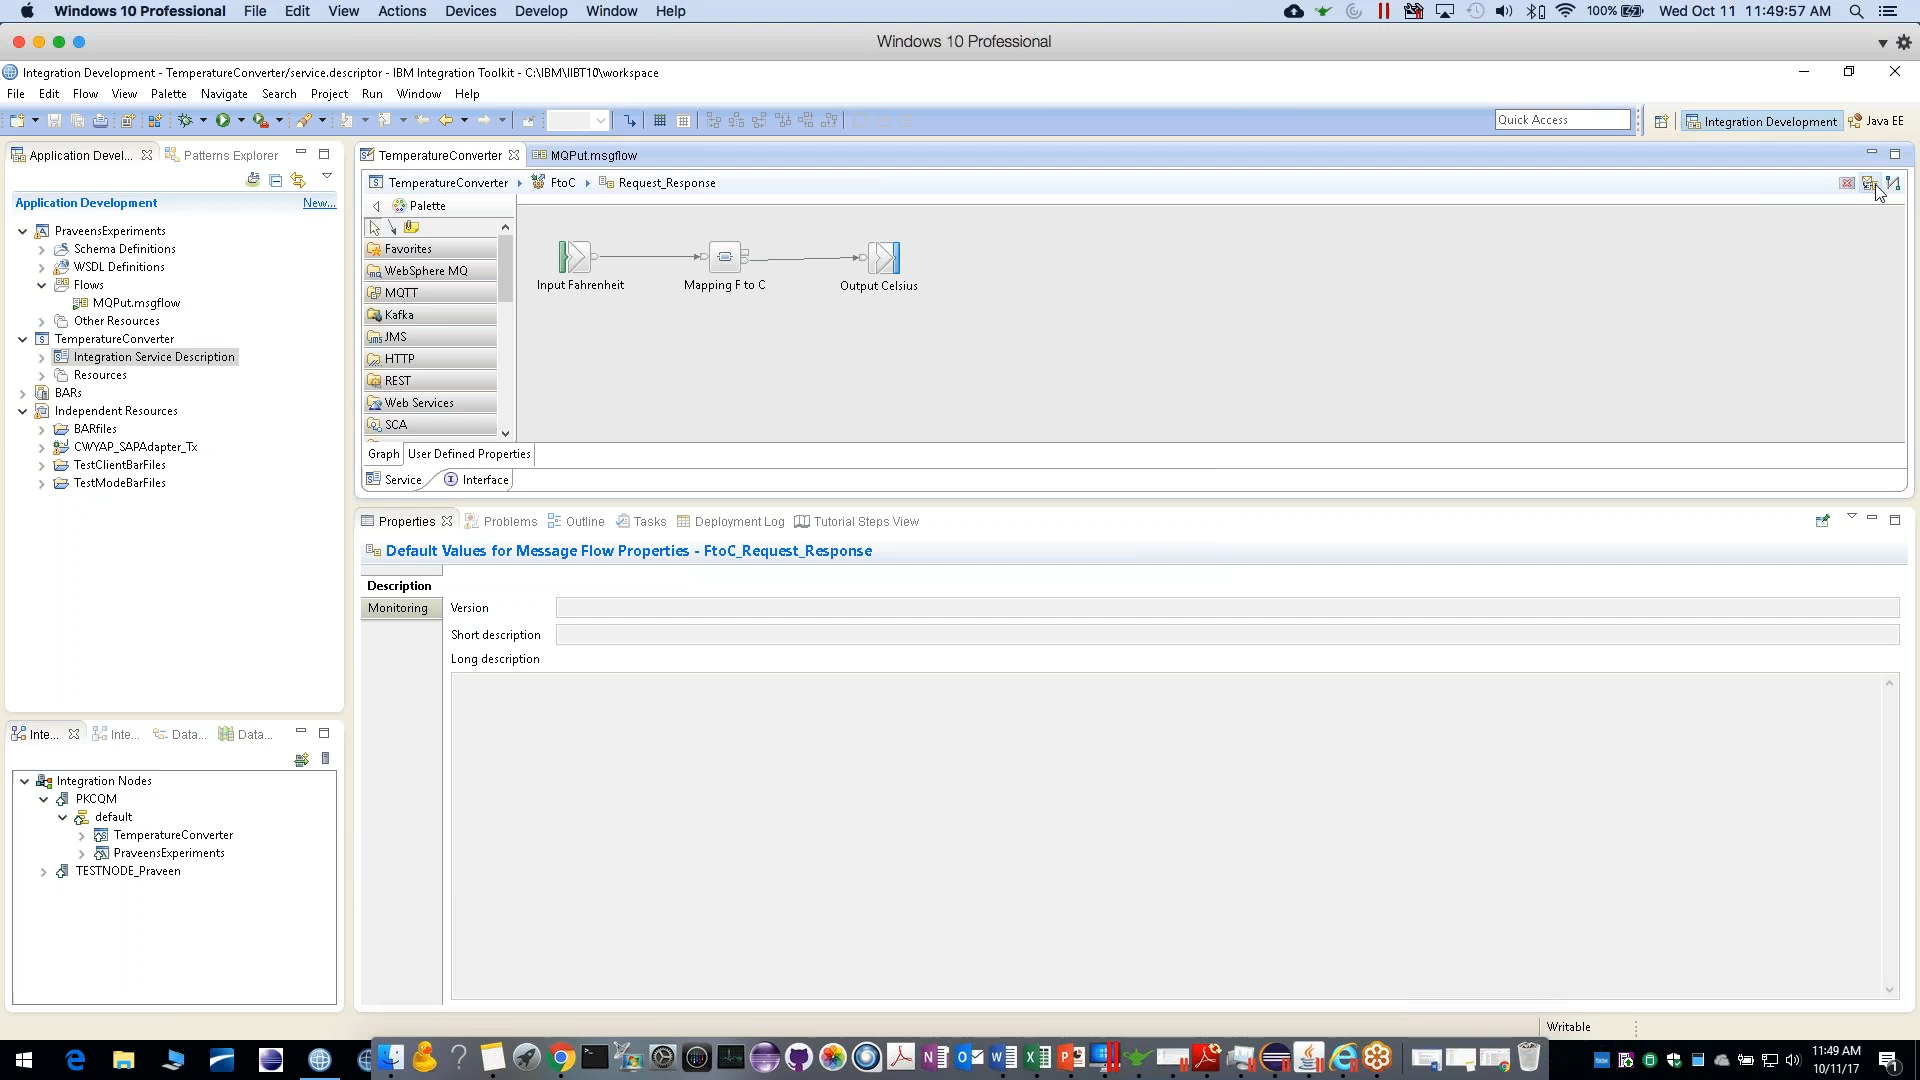 Windows 10 Professional File Edit View Actions Devices Develop Window Help 100% Wed Oct 11 11:49:57 AM
Windows 10 Professional
Integration Development - TemperatureConverter/service.descriptor - IBM Integration Toolkit - C:\IBM\IIBT10\workspace
File Edit Flow View Palette Navigate Search Project Run Window Help
Quick Access Integration Development Java EE
Application Devel... Patterns Explorer
Application Development New...
PraveensExperiments
Schema Definitions
WSDL Definitions
Flows
MQPut.msgflow
Other Resources
TemperatureConverter
Integration Service Description
Resources
BARs
Independent Resources
BARfiles
CWYAP_SAPAdapter_Tx
TestClientBarFiles
TestModeBarFiles
TemperatureConverter MQPut.msgflow
TemperatureConverter FtoC Request_Response
Palette
Favorites
WebSphere MQ
MQTT
Kafka
JMS
HTTP
REST
Web Services
SCA
Input Fahrenheit Mapping F to C Output Celsius
Graph User Defined Properties
Service Interface
Properties Problems Outline Tasks Deployment Log Tutorial Steps View
Default Values for Message Flow Properties - FtoC_Request_Response
Description
Monitoring
Version
Short description
Long description
Inte... Inte... Data... Data...
Integration Nodes
PKCQM
default
TemperatureConverter
PraveensExperiments
TESTNODE_Praveen
Writable
11:49 AM
10/11/17